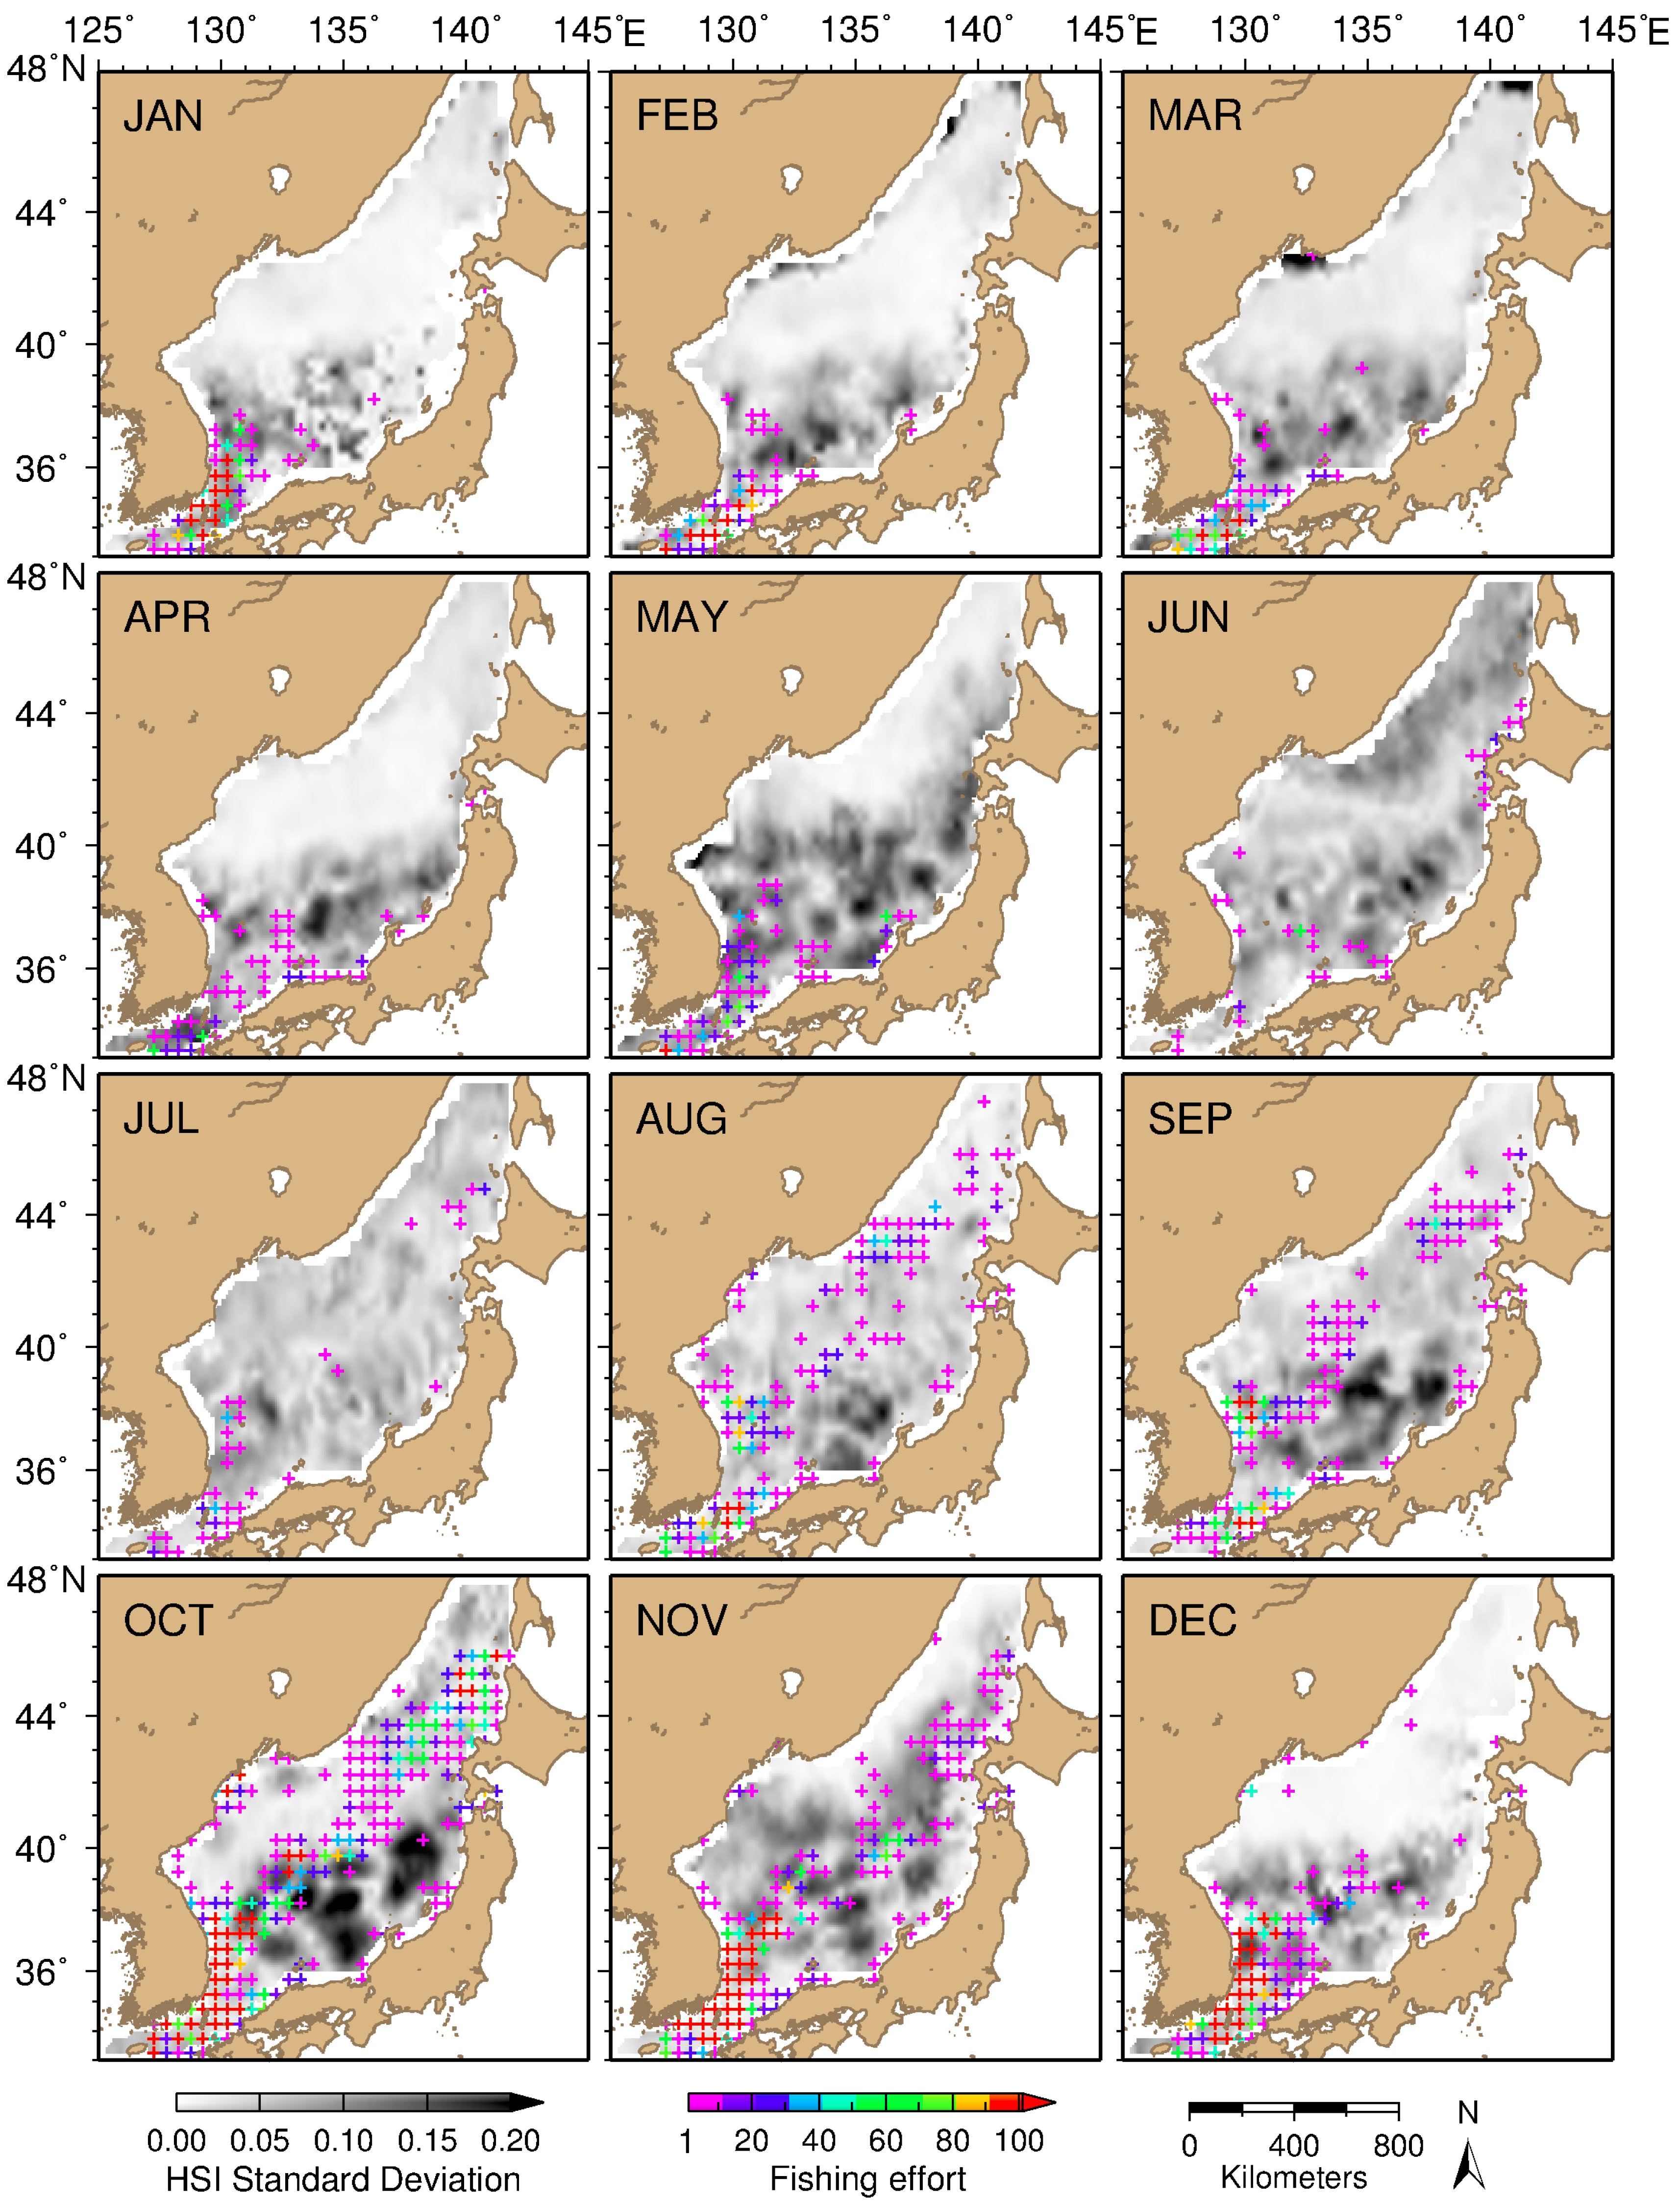 125° 130° 135° 140° 145°E 130° 135° 140° 145°E 130° 140° 145°E
48°N
JAN FEB MAR
44°
40°
36°
48°N
APR MAY JUN
44°
40°
36°
48°N
JUL AUG SEP
44°
40°
36°
48°N
OCT NOV DEC
44°
40°
36°
0.00 0.05 0.10 0.15 0.20
HSI Standard Deviation
1 20 40 60 80 100
Fishing effort
0 400 800
Kilometers
N